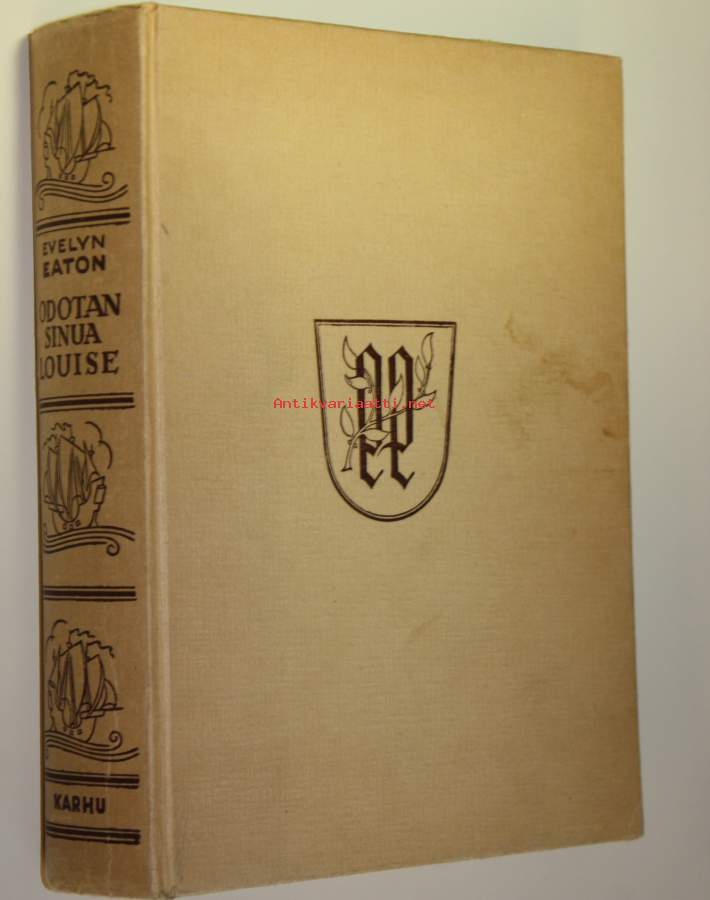 EVELYN
EATON
ODOTAN
SINUA
LOUISE
KARHU
Antikvariaatti.net